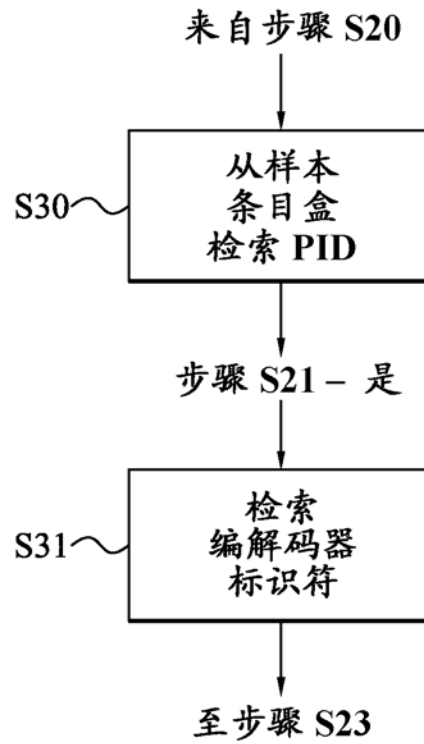 来自步骤 S20
S30
从样本
条目盒
检索 PID
步骤 S21 – 是
S31
检索
编解码器
标识符
至步骤 S23